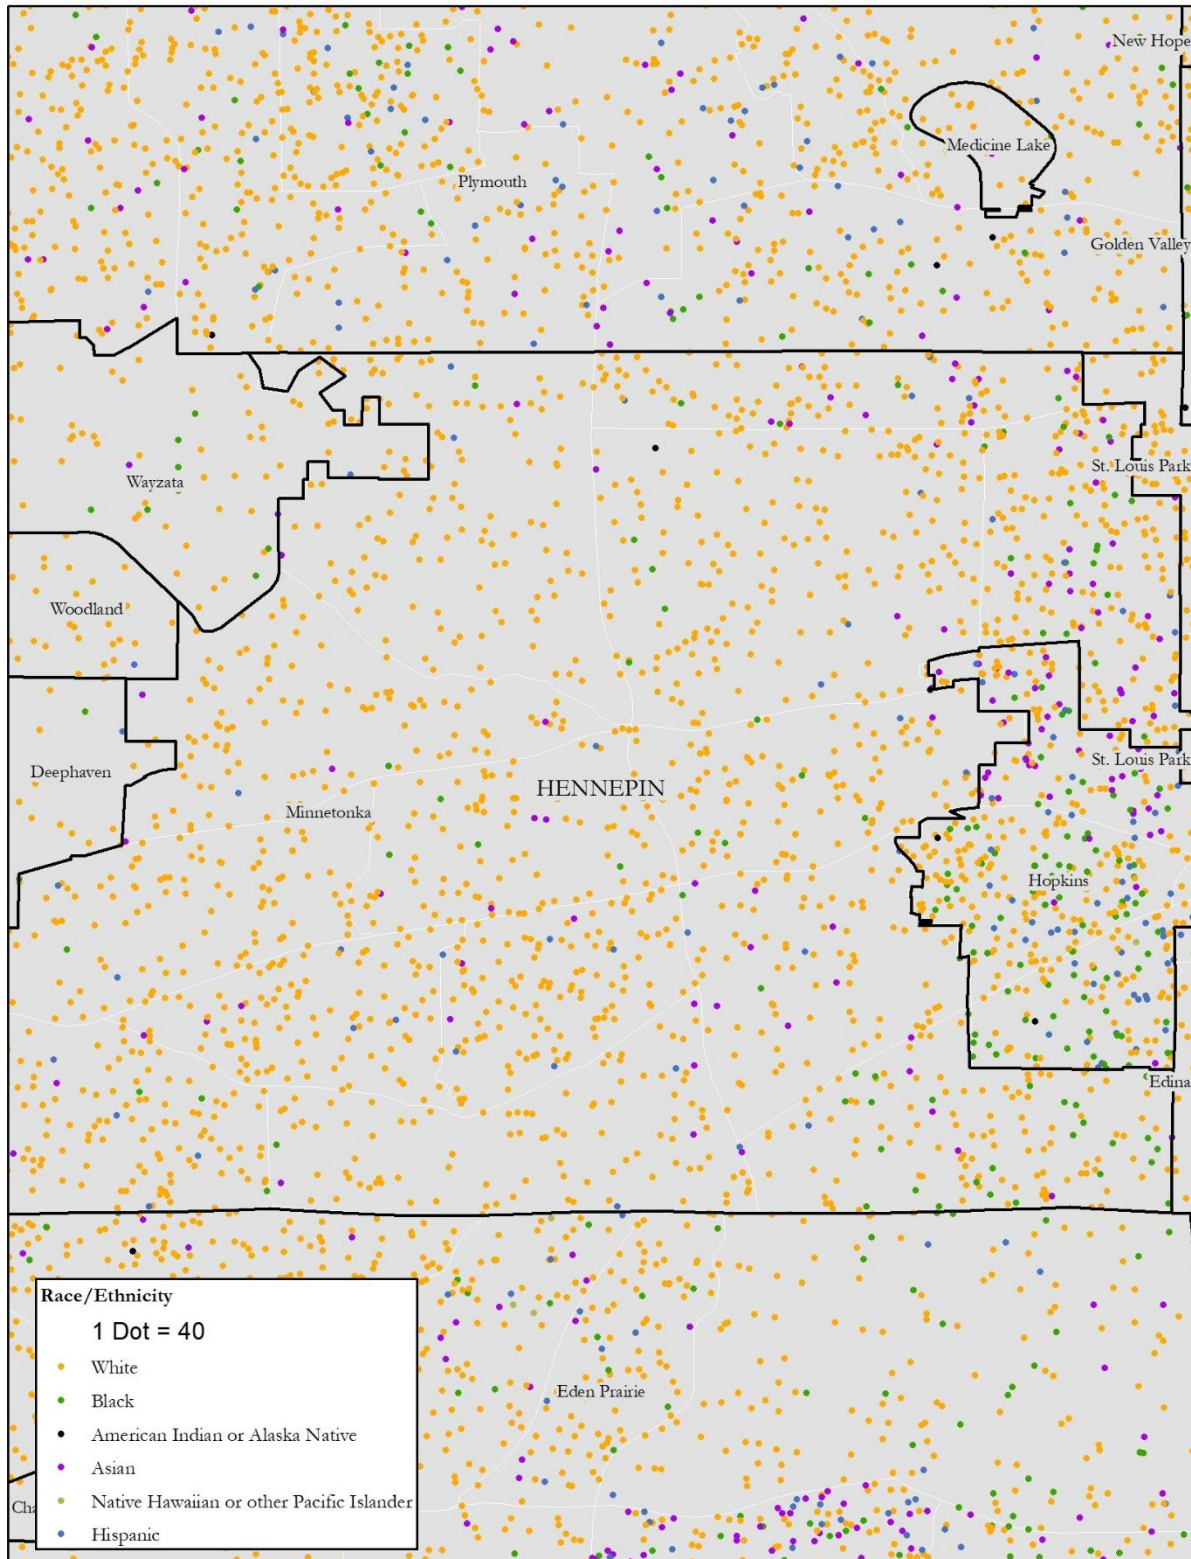 New Hope
Medicine Lake
Plymouth
Golden Valley
St. Louis Park
Wayzata
Woodland
Deephaven
St. Louis Park
HENNEPIN
Minnetonka
Hopkins
Edina
Race/Ethnicity
1 Dot = 40
White
Black
American Indian or Alaska Native
Asian
Native Hawaiian or other Pacific Islander
Hispanic
Eden Prairie
Cha